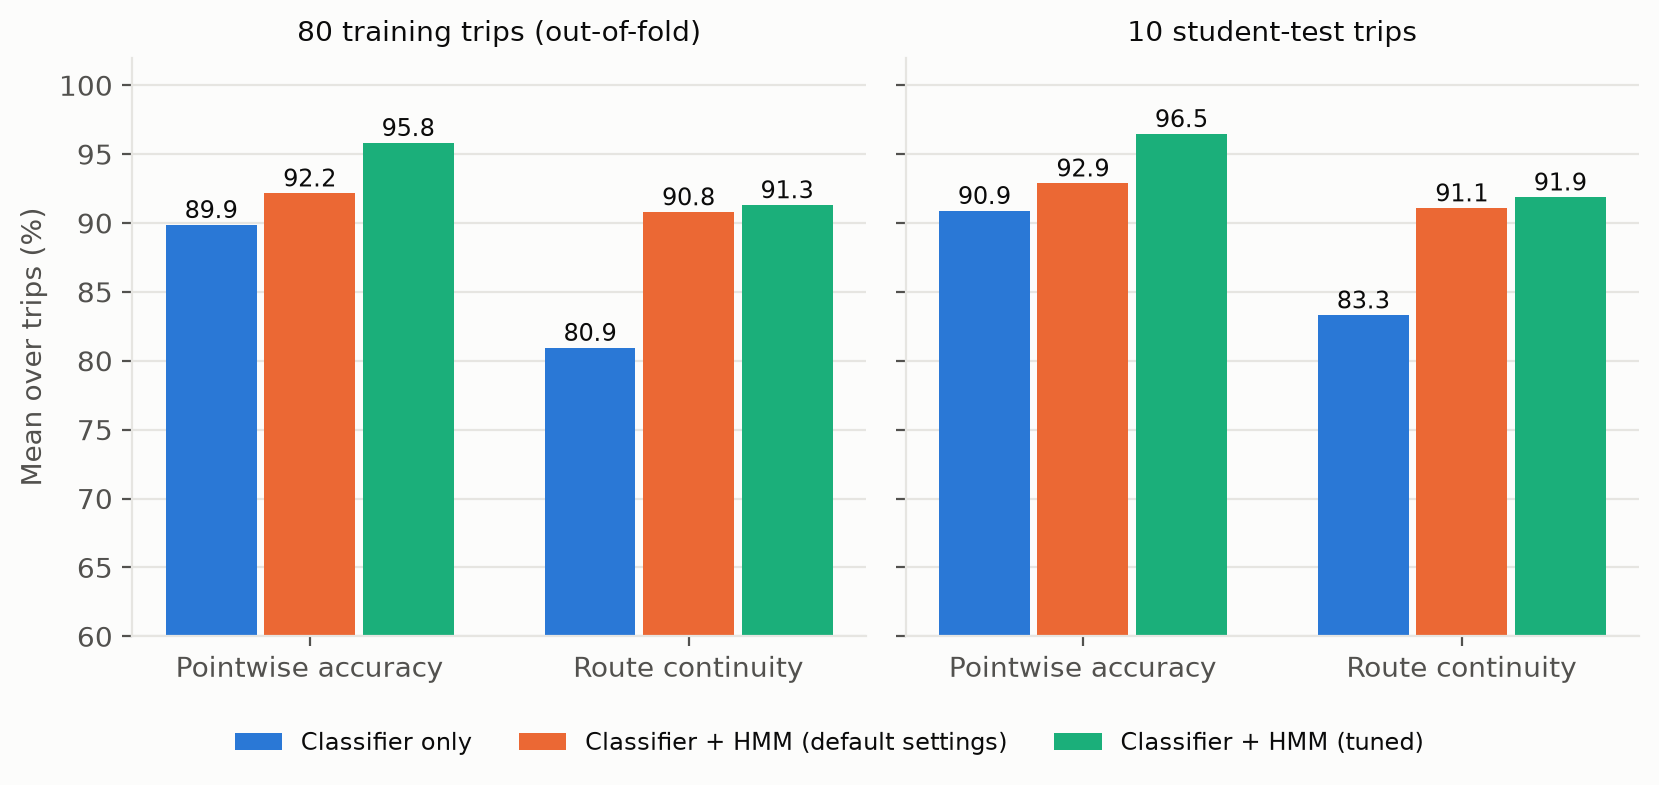 80 training trips (out-of-fold)
10 student-test trips
Mean over trips (%)
100
95
90
85
80
75
70
65
60
89.9
92.2
95.8
80.9
90.8
91.3
90.9
92.9
96.5
83.3
91.1
91.9
Pointwise accuracy
Route continuity
Pointwise accuracy
Route continuity
Classifier only
Classifier + HMM (default settings)
Classifier + HMM (tuned)